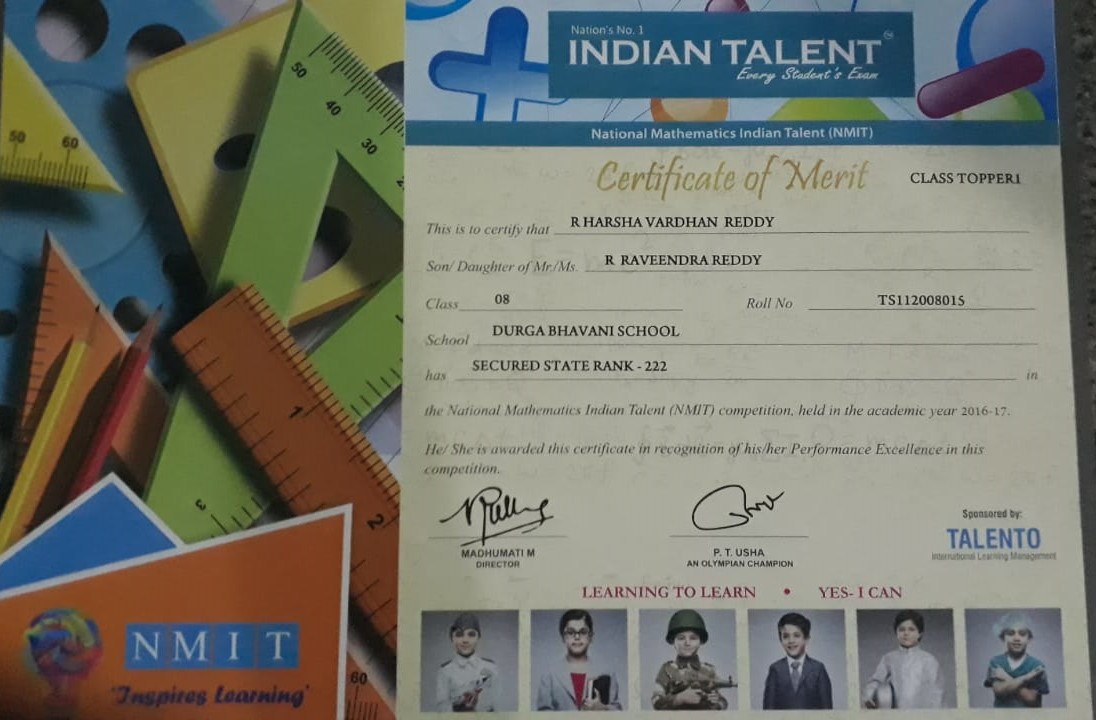 Nation's No. 1
INDIAN TALENT
Every Student's Exam
National Mathematics Indian Talent (NMIT)
Certificate of Merit CLASS TOPPER1
This is to certify that R HARSHA VARDHAN REDDY
Son/ Daughter of Mr./Ms. R RAVEENDRA REDDY
Class 08 Roll No TS112008015
School DURGA BHAVANI SCHOOL
has SECURED STATE RANK - 222 in
the National Mathematics Indian Talent (NMIT) competition, held in the academic year 2016-17.
He/ She is awarded this certificate in recognition of his/her Performance Excellence in this
competition.
MADHUMATI M
DIRECTOR
P. T. USHA
AN OLYMPIAN CHAMPION
Sponsored by:
TALENTO
International Learning Management
LEARNING TO LEARN • YES- I CAN
50
40
30
50 60
1
2
3
60
NMIT
'Inspires Learning'